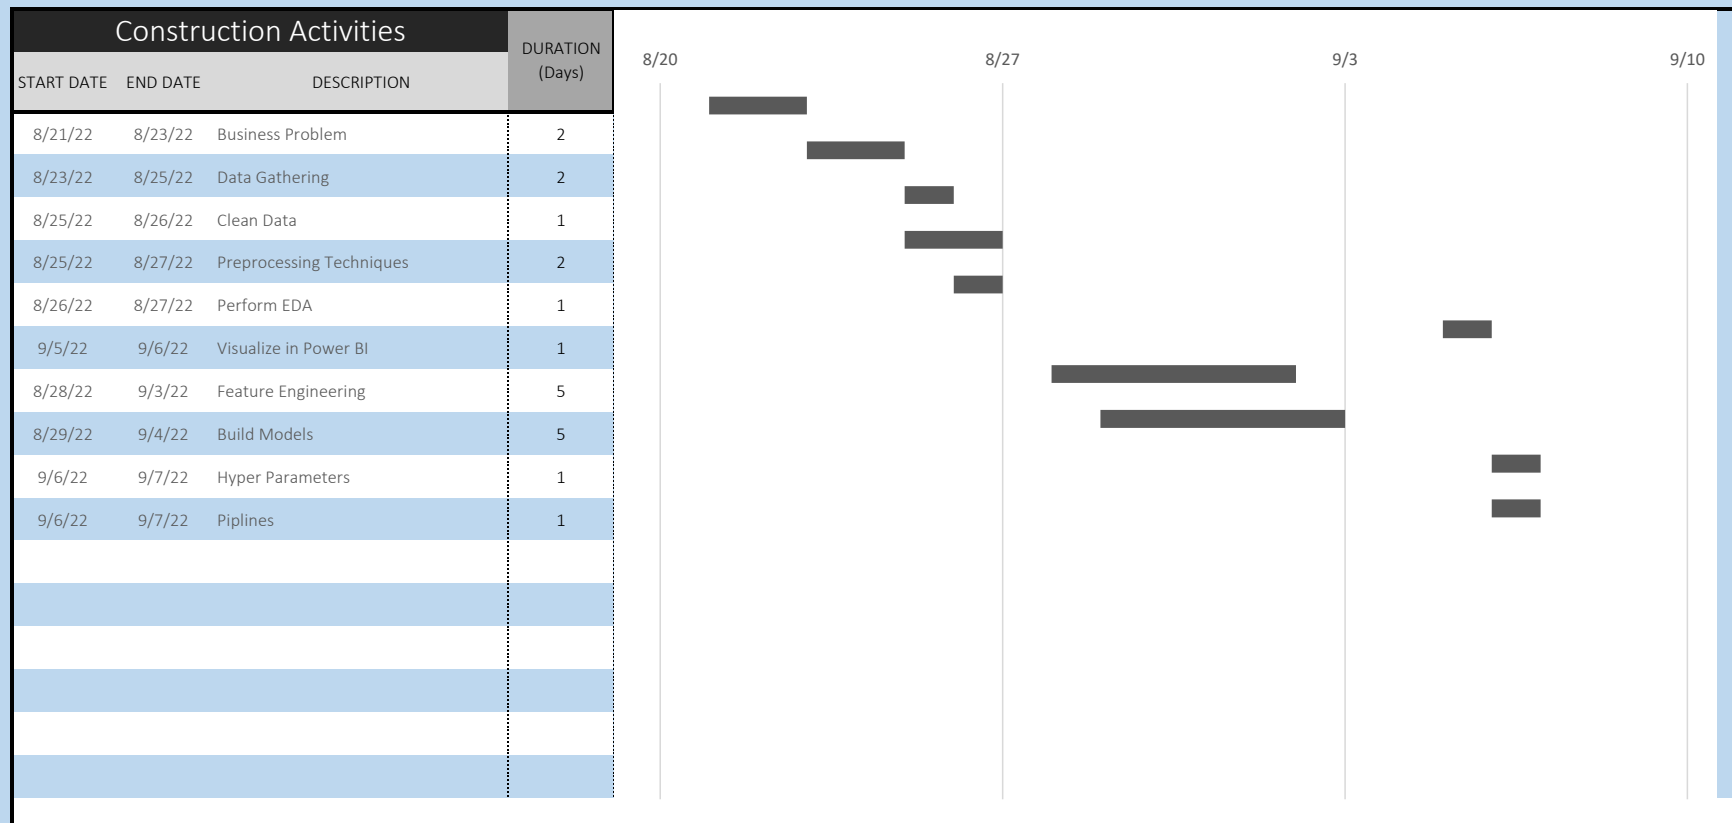 Construction Activities
DURATION
(Days)
START DATE END DATE DESCRIPTION
8/20 8/27 9/3 9/10
8/21/22 8/23/22 Business Problem 2
8/23/22 8/25/22 Data Gathering 2
8/25/22 8/26/22 Clean Data 1
8/25/22 8/27/22 Preprocessing Techniques 2
8/26/22 8/27/22 Perform EDA 1
9/5/22 9/6/22 Visualize in Power BI 1
8/28/22 9/3/22 Feature Engineering 5
8/29/22 9/4/22 Build Models 5
9/6/22 9/7/22 Hyper Parameters 1
9/6/22 9/7/22 Piplines 1